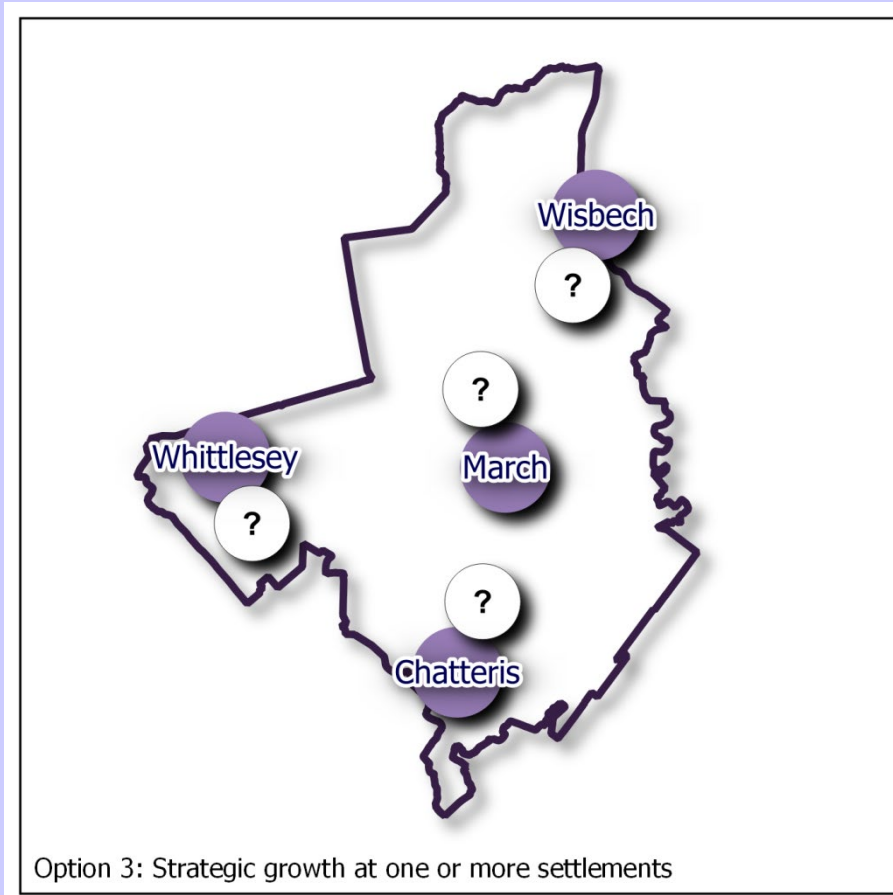 Wisbech
?
?
Whittlesey
March
?
?
Chatteris
Option 3: Strategic growth at one or more settlements